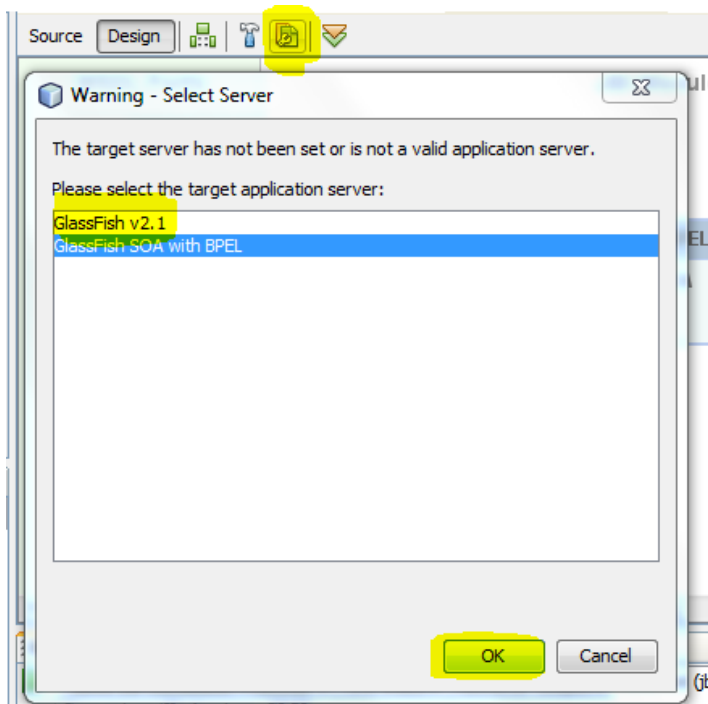 Source Design
Warning - Select Server
The target server has not been set or is not a valid application server.
Please select the target application server:
GlassFish v2.1
GlassFish SOA with BPEL
OK Cancel